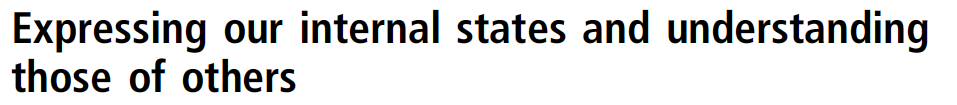 Expressing our internal states and understanding
those of others